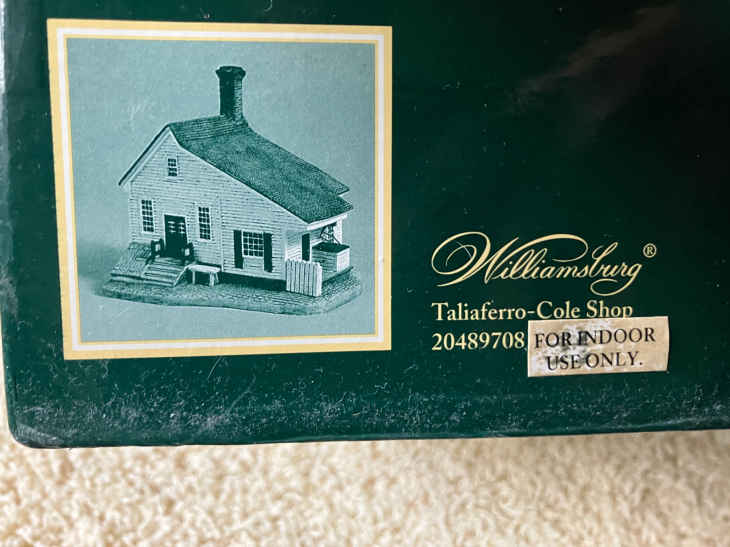 Williamsburg®
Taliaferro-Cole Shop
20489708
FOR INDOOR
USE ONLY.